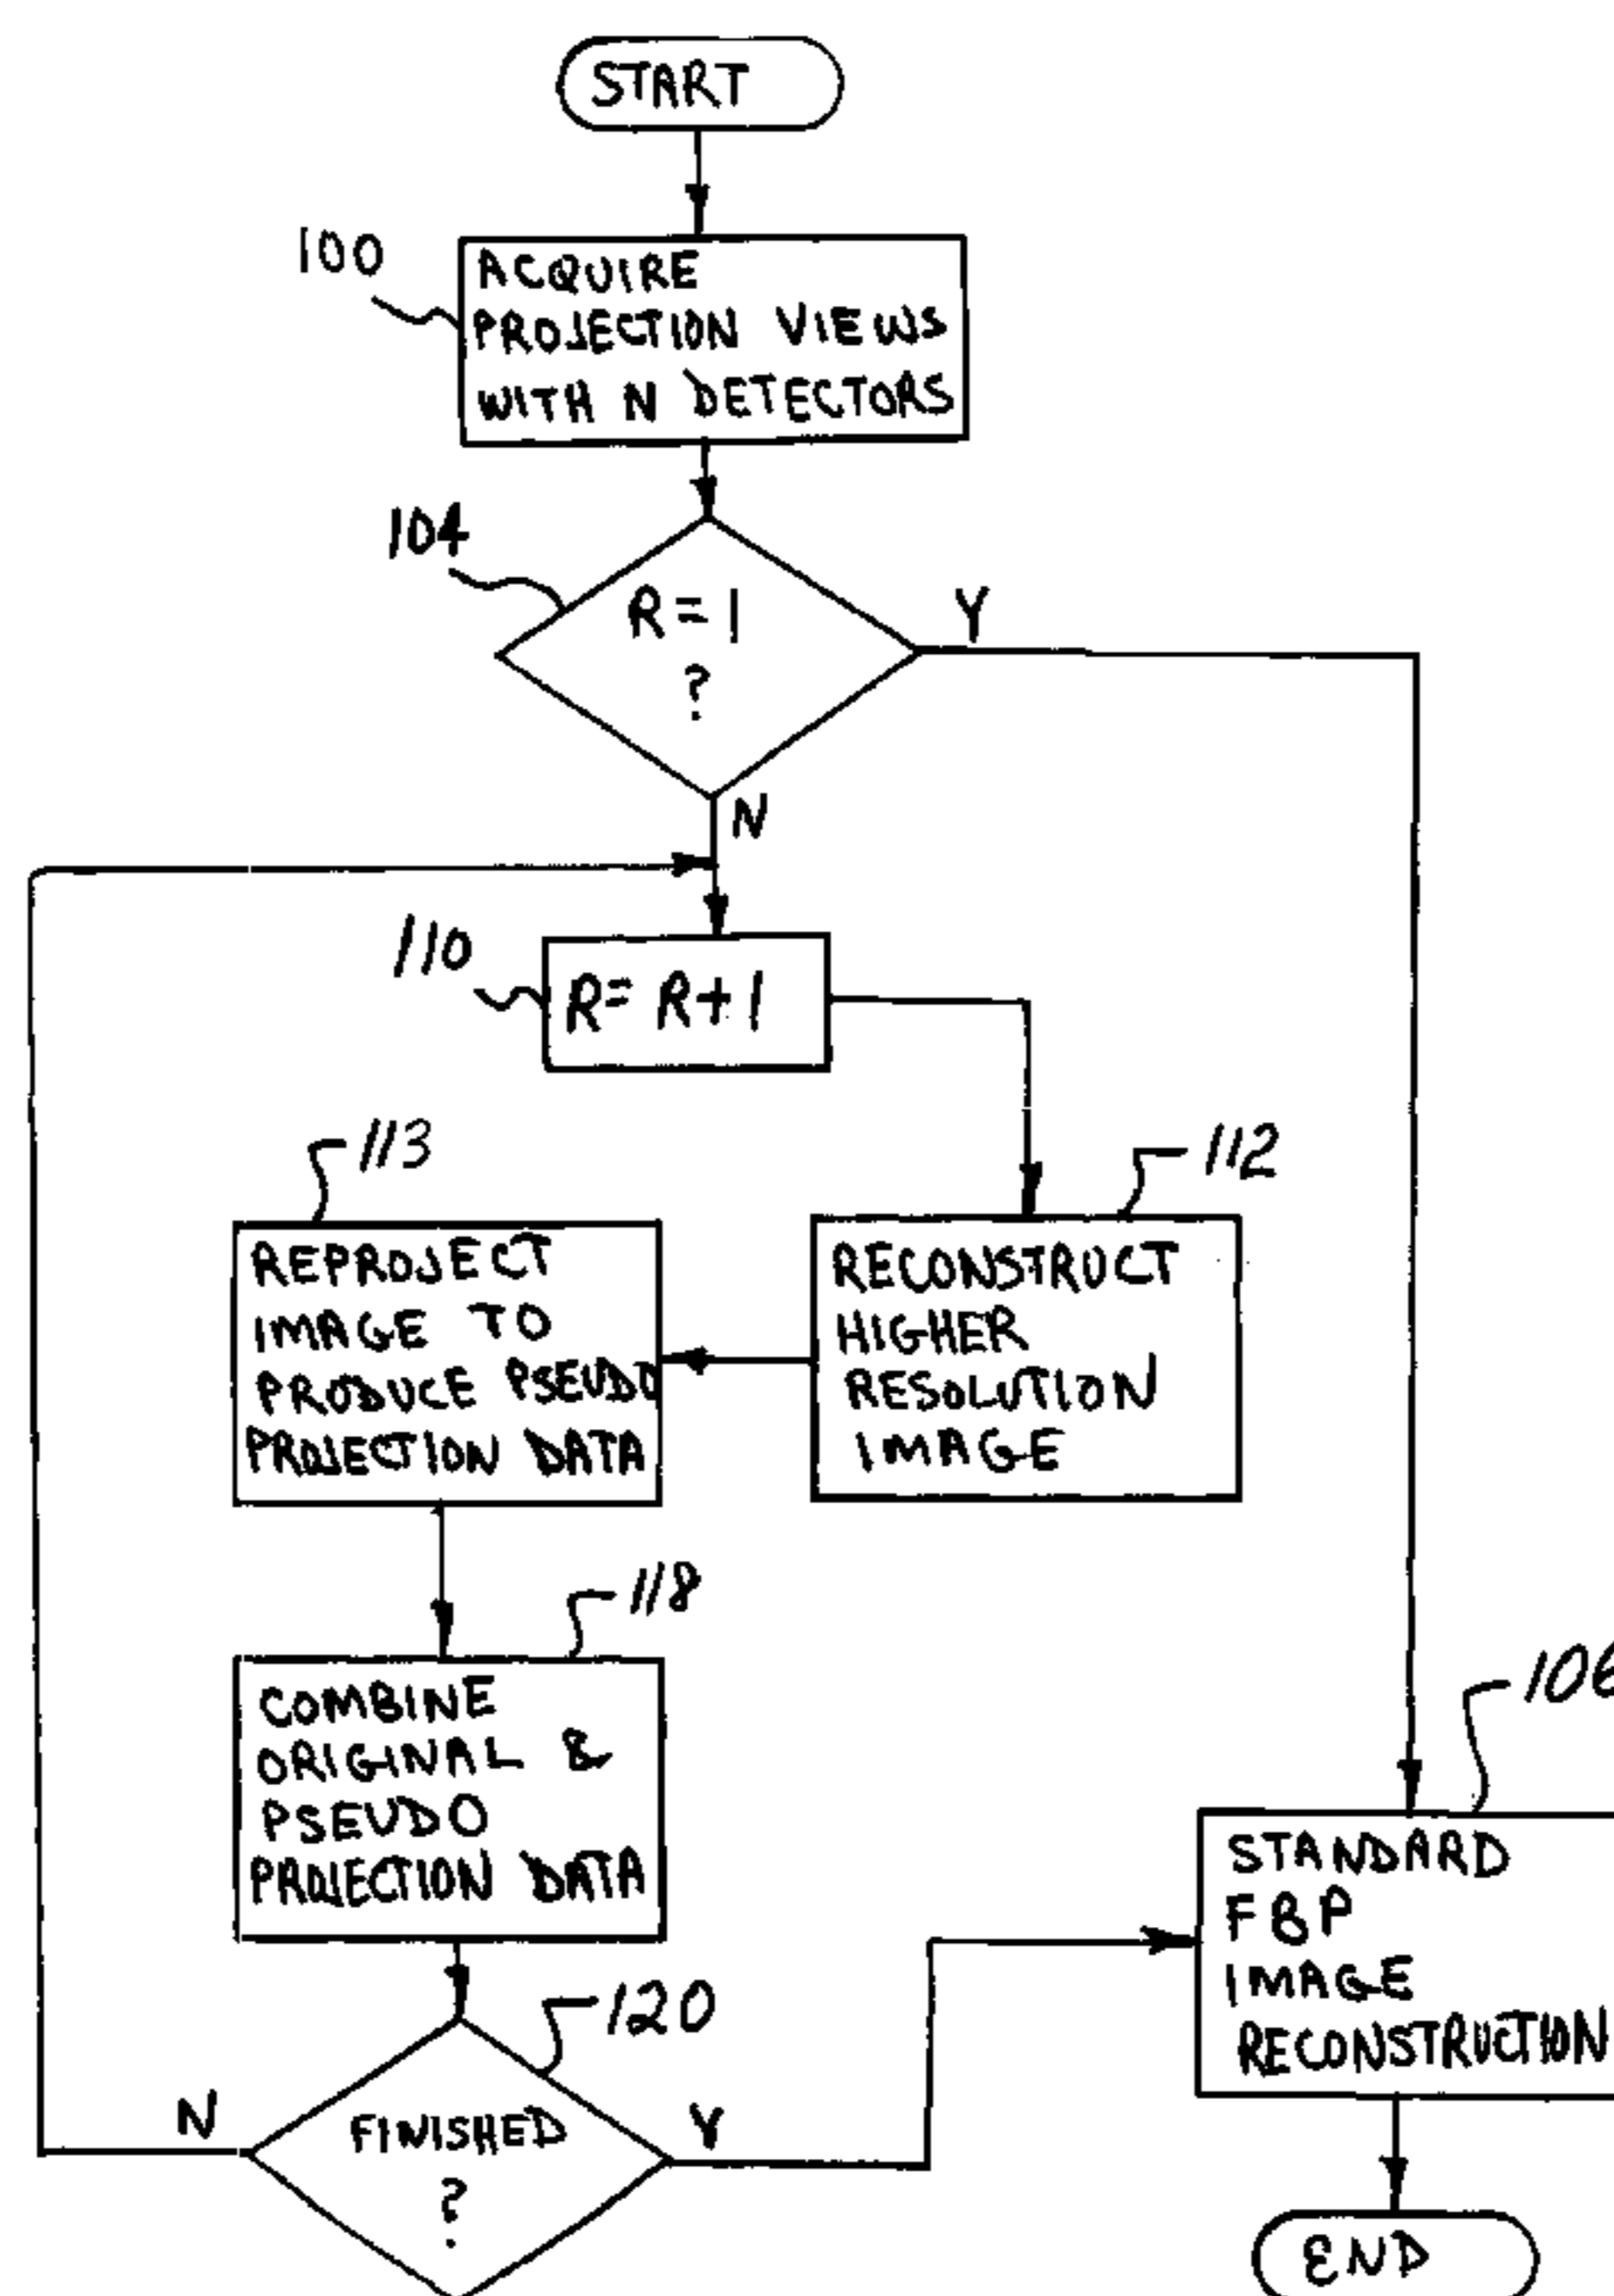 START
100
ACQUIRE
PROJECTION VIEWS
WITH N DETECTORS
104
R = 1
?
Y
N
110
R = R + 1
113
112
REPROJECT
IMAGE TO
PRODUCE PSEUDO
PROJECTION DATA
RECONSTRUCT
HIGHER
RESOLUTION
IMAGE
118
COMBINE
ORIGINAL &
PSEUDO
PROJECTION DATA
106
STANDARD
FBP
IMAGE
RECONSTRUCTION
120
N
FINISHED
?
Y
END